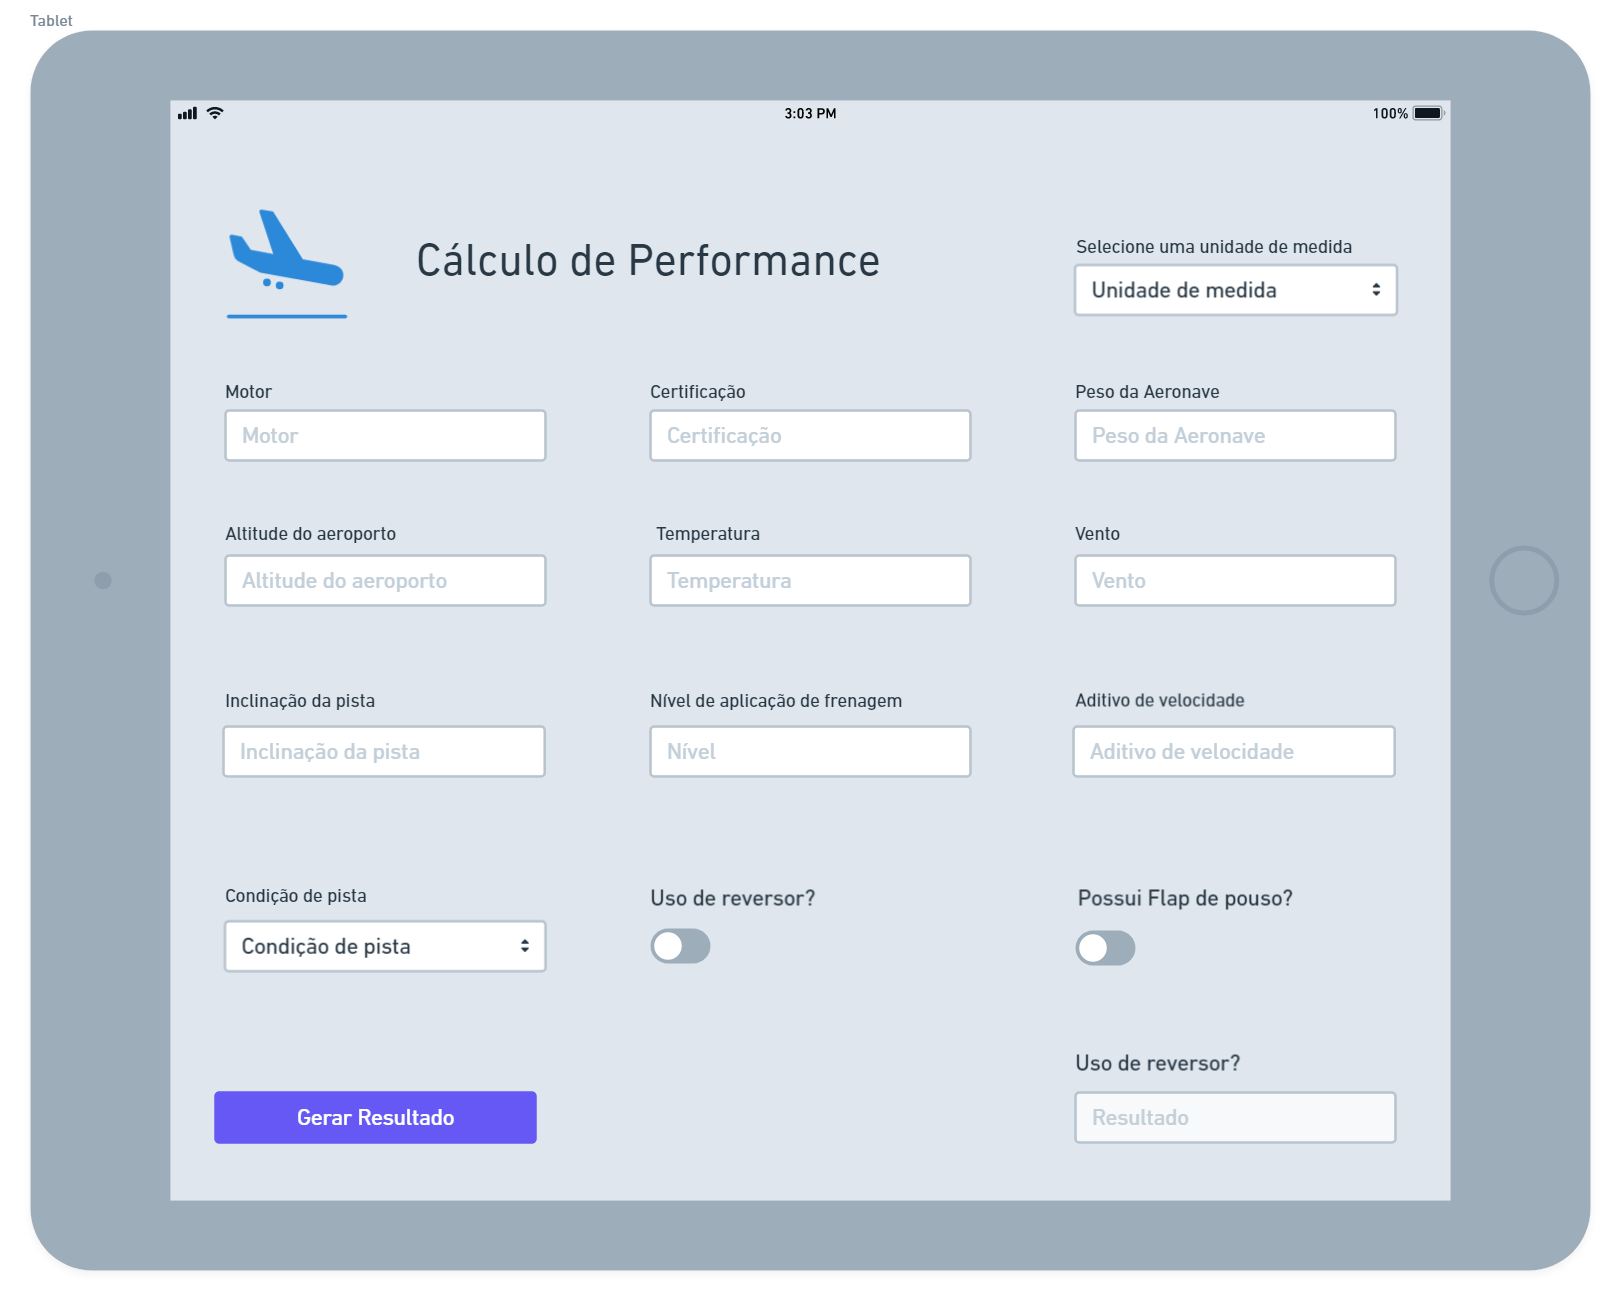 Tablet
3:03 PM
100%
Cálculo de Performance
Selecione uma unidade de medida
Unidade de medida
Motor
Certificação
Peso da Aeronave
Motor
Certificação
Peso da Aeronave
Altitude do aeroporto
Temperatura
Vento
Altitude do aeroporto
Temperatura
Vento
Inclinação da pista
Nível de aplicação de frenagem
Aditivo de velocidade
Inclinação da pista
Nível
Aditivo de velocidade
Condição de pista
Uso de reversor?
Possui Flap de pouso?
Condição de pista
Uso de reversor?
Gerar Resultado
Resultado